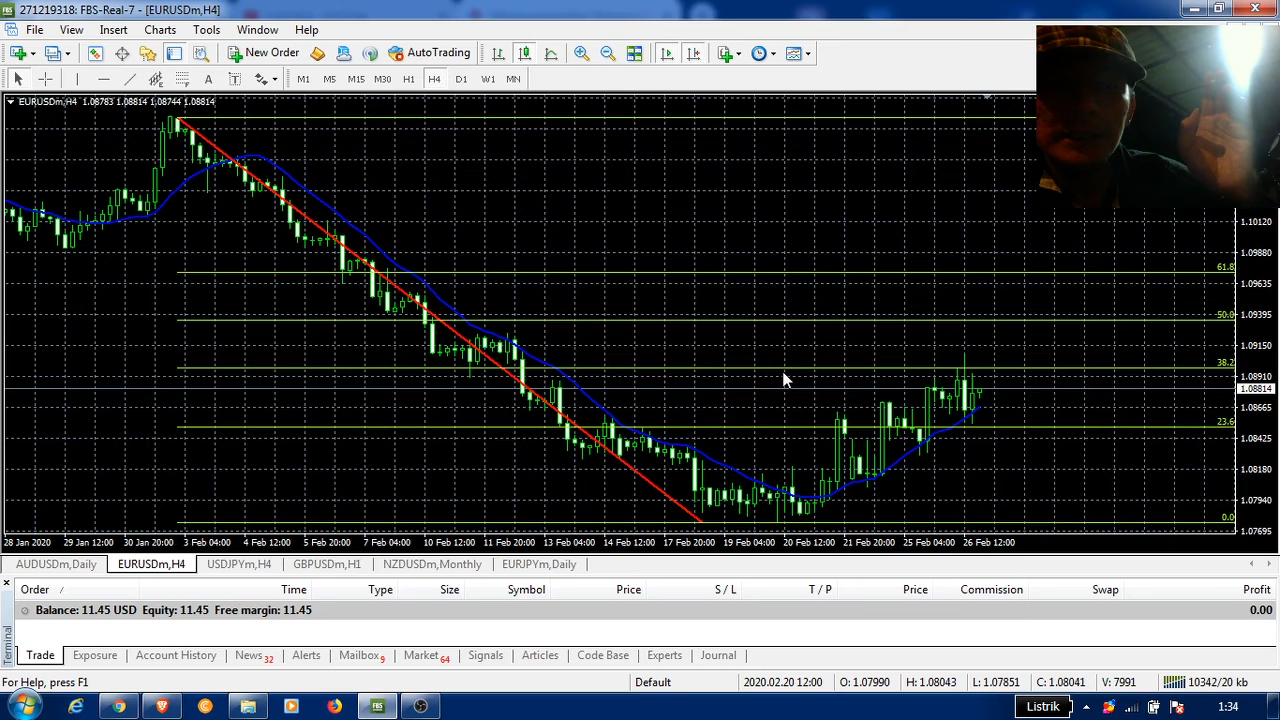 271219318: FBS-Real-7 - [EURUSDm,H4]
File View Insert Charts Tools Options Window Help
New Order AutoTrading
A T M1 M5 M15 M30 H1 H4 D1 W1 MN
EURUSDm,H4 1.08783 1.08814 1.08744 1.08814
1.10120
1.09880
61.8
1.09635
1.09395
50.0
1.09150
38.2
1.08910
1.08814
1.08665
23.6
1.08425
1.08180
1.07940
0.0
1.07695
28 Jan 2020 29 Jan 12:00 30 Jan 20:00 3 Feb 04:00 4 Feb 12:00 5 Feb 20:00 7 Feb 04:00 10 Feb 12:00 11 Feb 20:00 13 Feb 04:00 14 Feb 12:00 17 Feb 20:00 19 Feb 04:00 20 Feb 12:00 21 Feb 20:00 25 Feb 04:00 26 Feb 12:00
AUDUSDm,Daily EURUSDm,H4 USDJPYm,H4 GBPUSDm,H1 NZDUSDm,Monthly EURJPYm,Daily
Order / Time Type Size Symbol Price S / L T / P Price Commission Swap Profit
Balance: 11.45 USD Equity: 11.45 Free margin: 11.45 0.00
Terminal
Trade Exposure Account History News 32 Alerts Mailbox 9 Market 64 Signals Articles Code Base Experts Journal
For Help, press F1 Default 2020.02.20 12:00 O: 1.07990 H: 1.08043 L: 1.07851 C: 1.08041 V: 7991 10342/20 kb
FBS Listrik 1:34